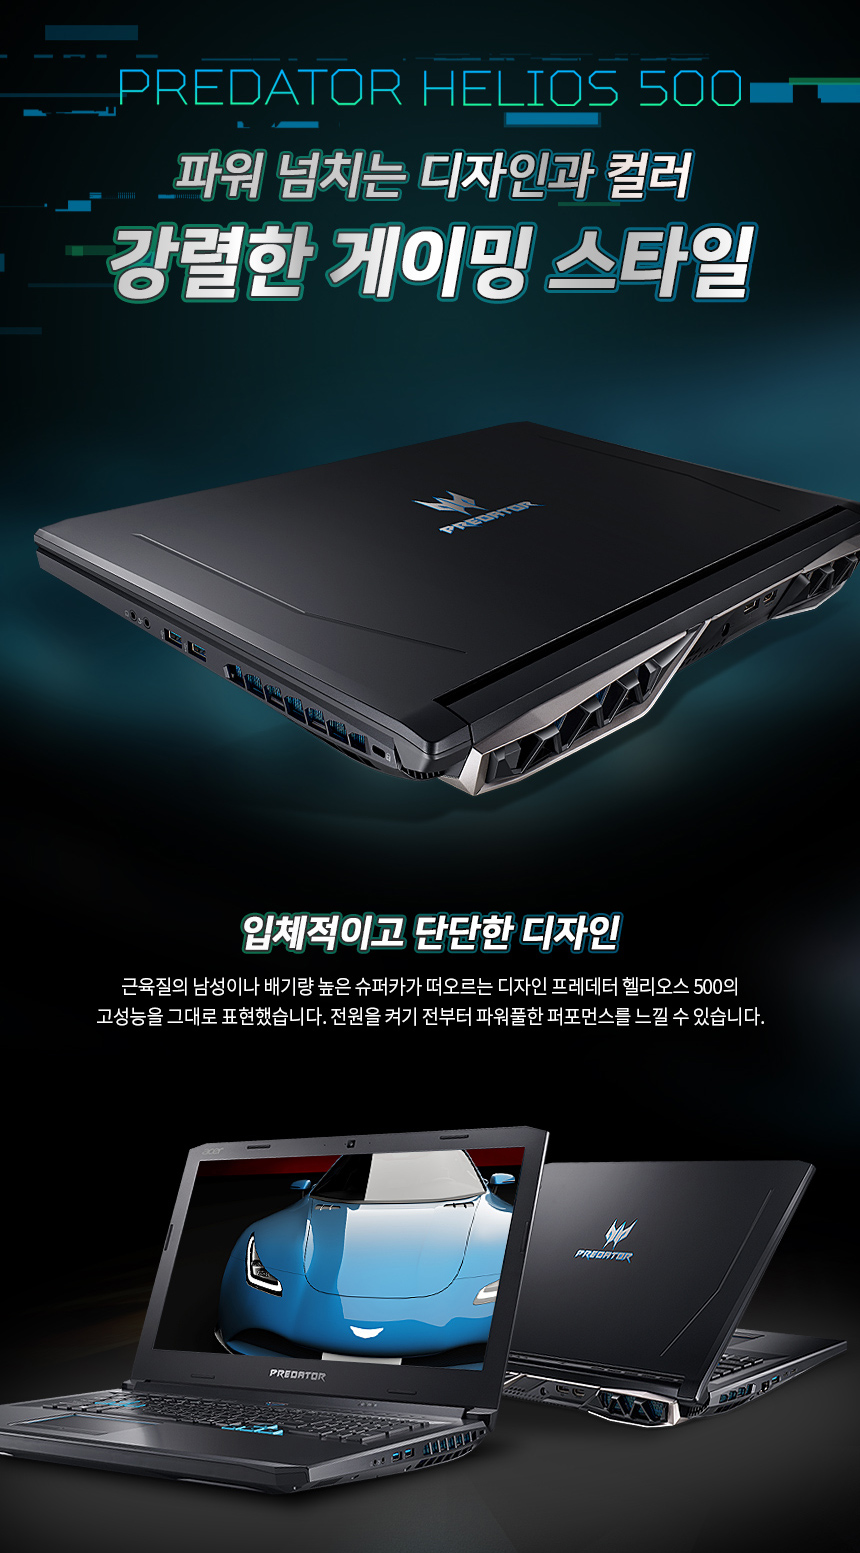 PREDATOR HELIOS 500
파워 넘치는 디자인과 컬러
강렬한 게이밍 스타일
PREDATOR
입체적이고 단단한 디자인
근육질의 남성이나 배기량 높은 슈퍼카가 떠오르는 디자인 프레데터 헬리오스 500의
고성능을 그대로 표현했습니다. 전원을 켜기 전부터 파워풀한 퍼포먼스를 느낄 수 있습니다.
acer
PREDATOR
PREDATOR